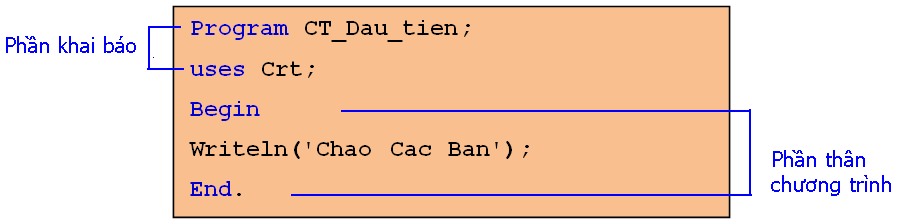 Phần khai báo
Program CT_Dau_tien;
uses Crt;
Begin
Writeln('Chao Cac Ban');
End.
Phần thân
chương trình